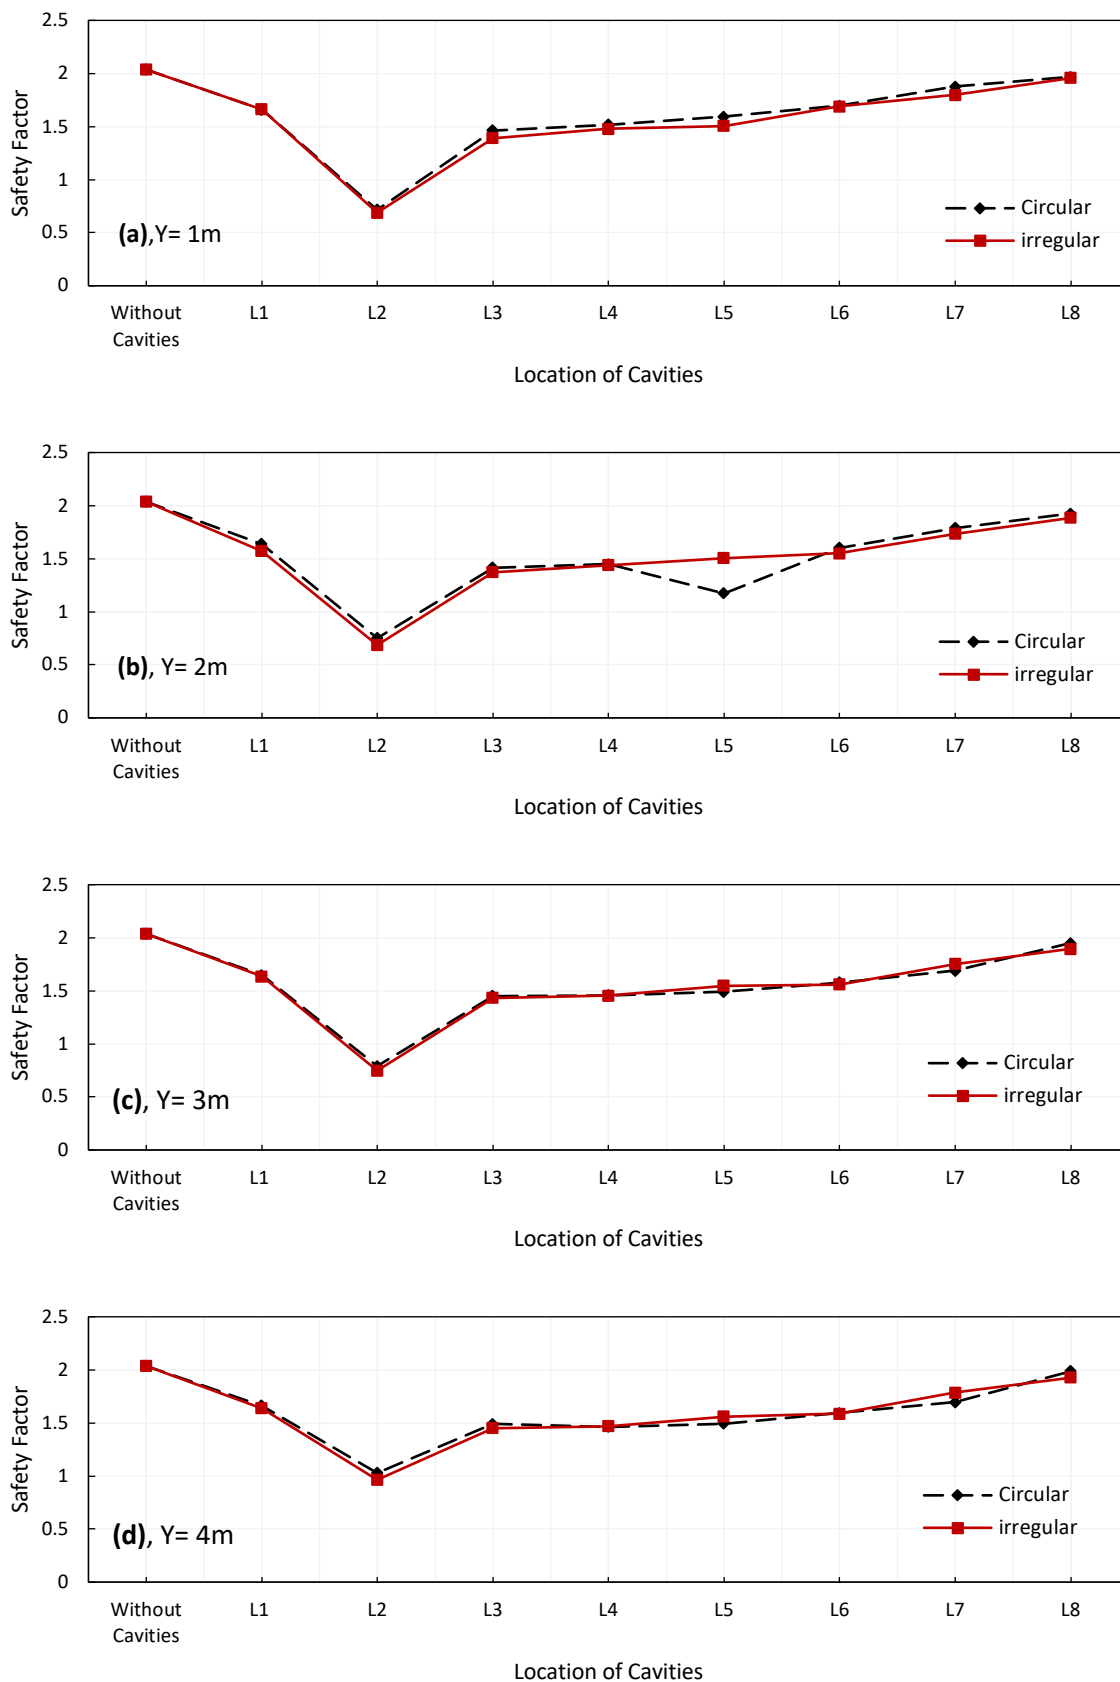 2.5
2
1.5
1
0.5
0
Safety Factor
(a),Y= 1m
Circular
irregular
Without Cavities L1 L2 L3 L4 L5 L6 L7 L8
Location of Cavities
2.5
2
1.5
1
0.5
0
Safety Factor
(b), Y= 2m
Circular
irregular
Without Cavities L1 L2 L3 L4 L5 L6 L7 L8
Location of Cavities
2.5
2
1.5
1
0.5
0
Safety Factor
(c), Y= 3m
Circular
irregular
Without Cavities L1 L2 L3 L4 L5 L6 L7 L8
Location of Cavities
2.5
2
1.5
1
0.5
0
Safety Factor
(d), Y= 4m
Circular
irregular
Without Cavities L1 L2 L3 L4 L5 L6 L7 L8
Location of Cavities